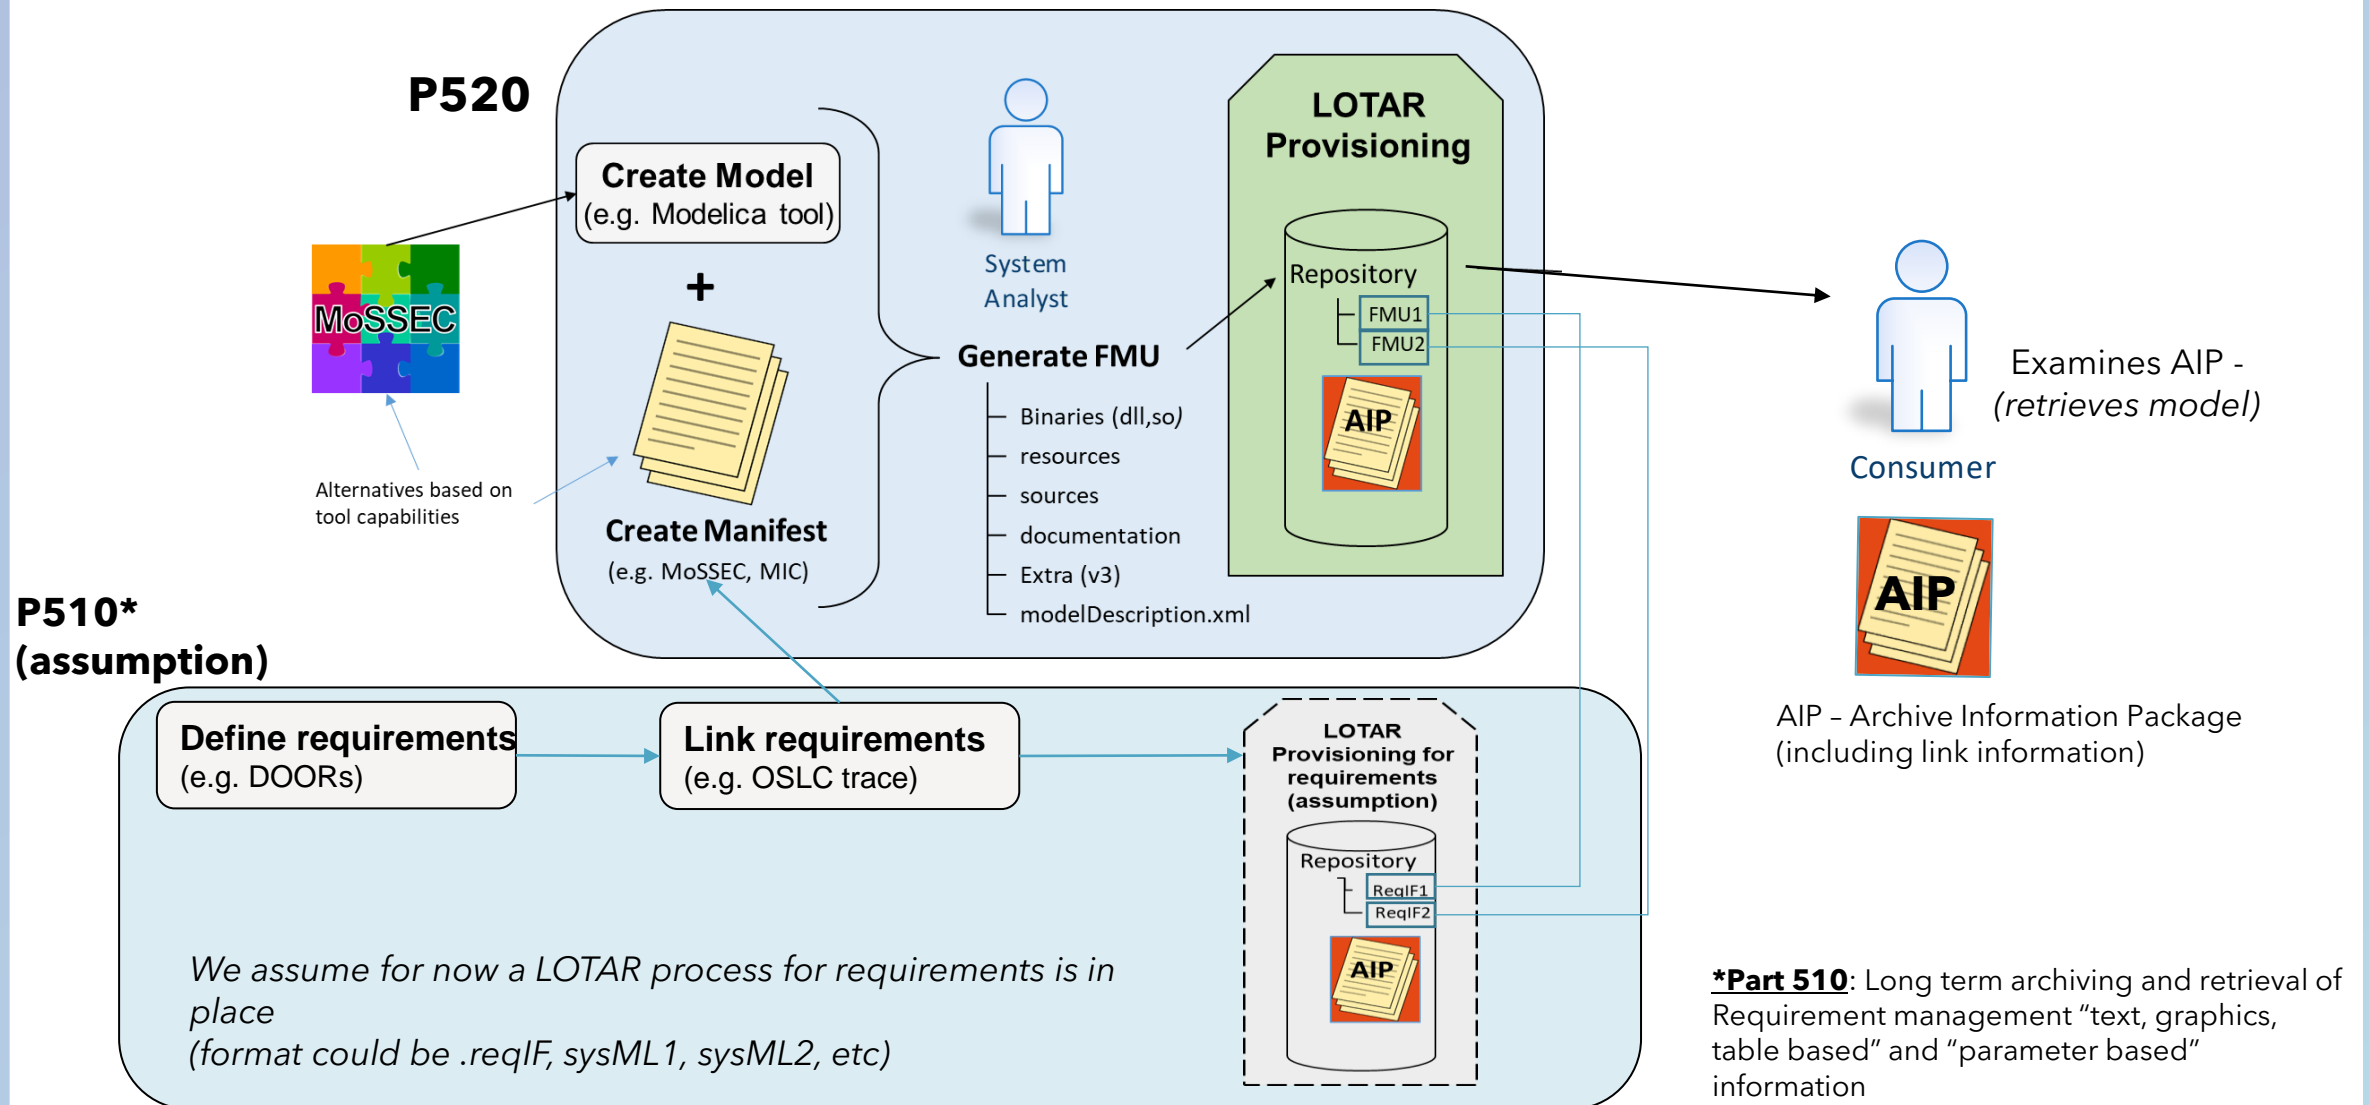 P520
Create Model
(e.g. Modelica tool)
+
MoSSEC
Alternatives based on
tool capabilities
Create Manifest
(e.g. MoSSEC, MIC)
System
Analyst
Generate FMU
Binaries (dll,so)
resources
sources
documentation
Extra (v3)
modelDescription.xml
LOTAR
Provisioning
Repository
FMU1
FMU2
AIP
Examines AIP -
(retrieves model)
Consumer
AIP
AIP – Archive Information Package
(including link information)
P510*
(assumption)
Define requirements
(e.g. DOORs)
Link requirements
(e.g. OSLC trace)
LOTAR
Provisioning for
requirements
(assumption)
Repository
ReqIF1
ReqIF2
AIP
We assume for now a LOTAR process for requirements is in
place
(format could be .reqIF, sysML1, sysML2, etc)
*Part 510: Long term archiving and retrieval of
Requirement management “text, graphics,
table based” and “parameter based”
information